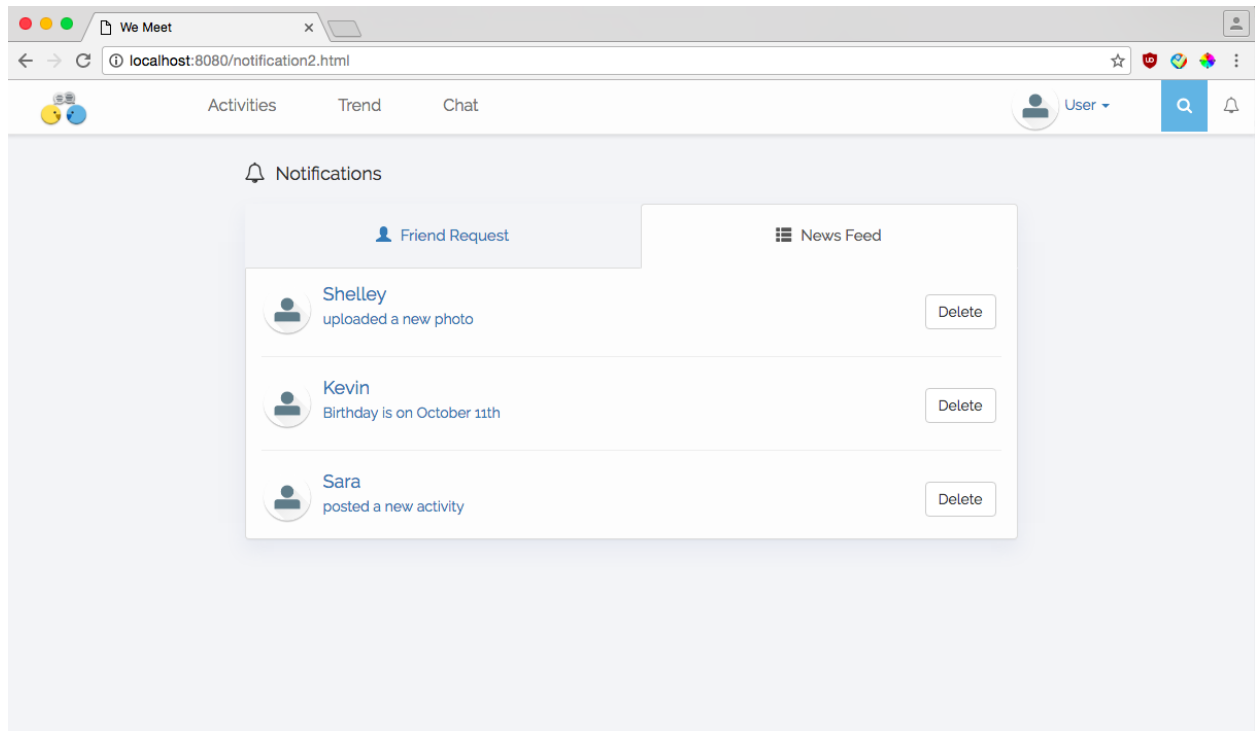 We Meet
localhost:8080/notification2.html
Activities Trend Chat User
Notifications
Friend Request News Feed
Shelley
uploaded a new photo
Delete
Kevin
Birthday is on October 11th
Delete
Sara
posted a new activity
Delete